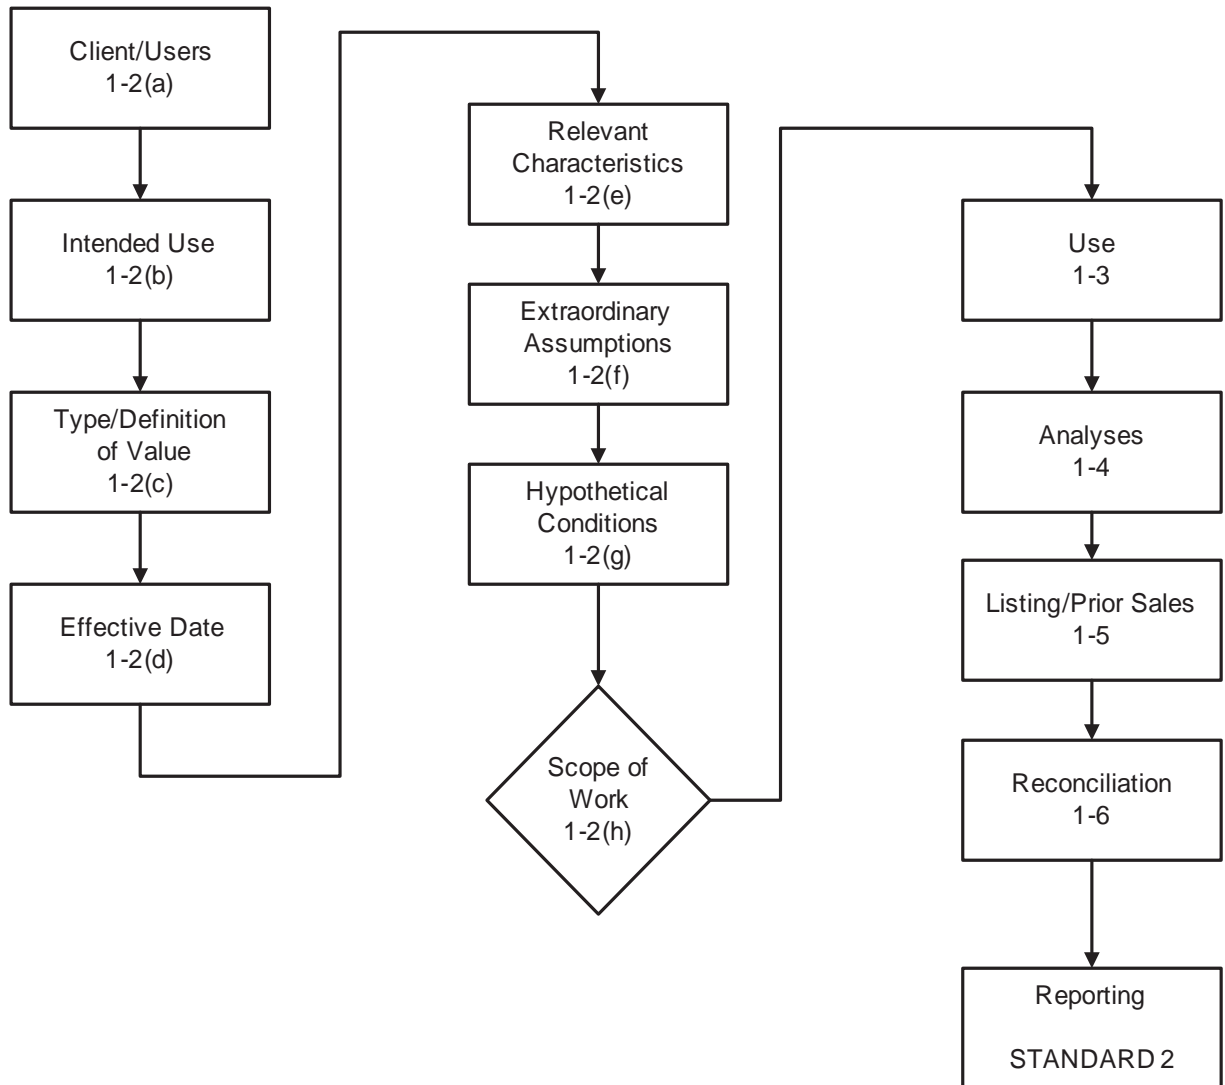 Client/Users
1-2(a)
Intended Use
1-2(b)
Type/Definition
of Value
1-2(c)
Effective Date
1-2(d)
Relevant
Characteristics
1-2(e)
Extraordinary
Assumptions
1-2(f)
Hypothetical
Conditions
1-2(g)
Scope of
Work
1-2(h)
Use
1-3
Analyses
1-4
Listing/Prior Sales
1-5
Reconciliation
1-6
Reporting
STANDARD 2